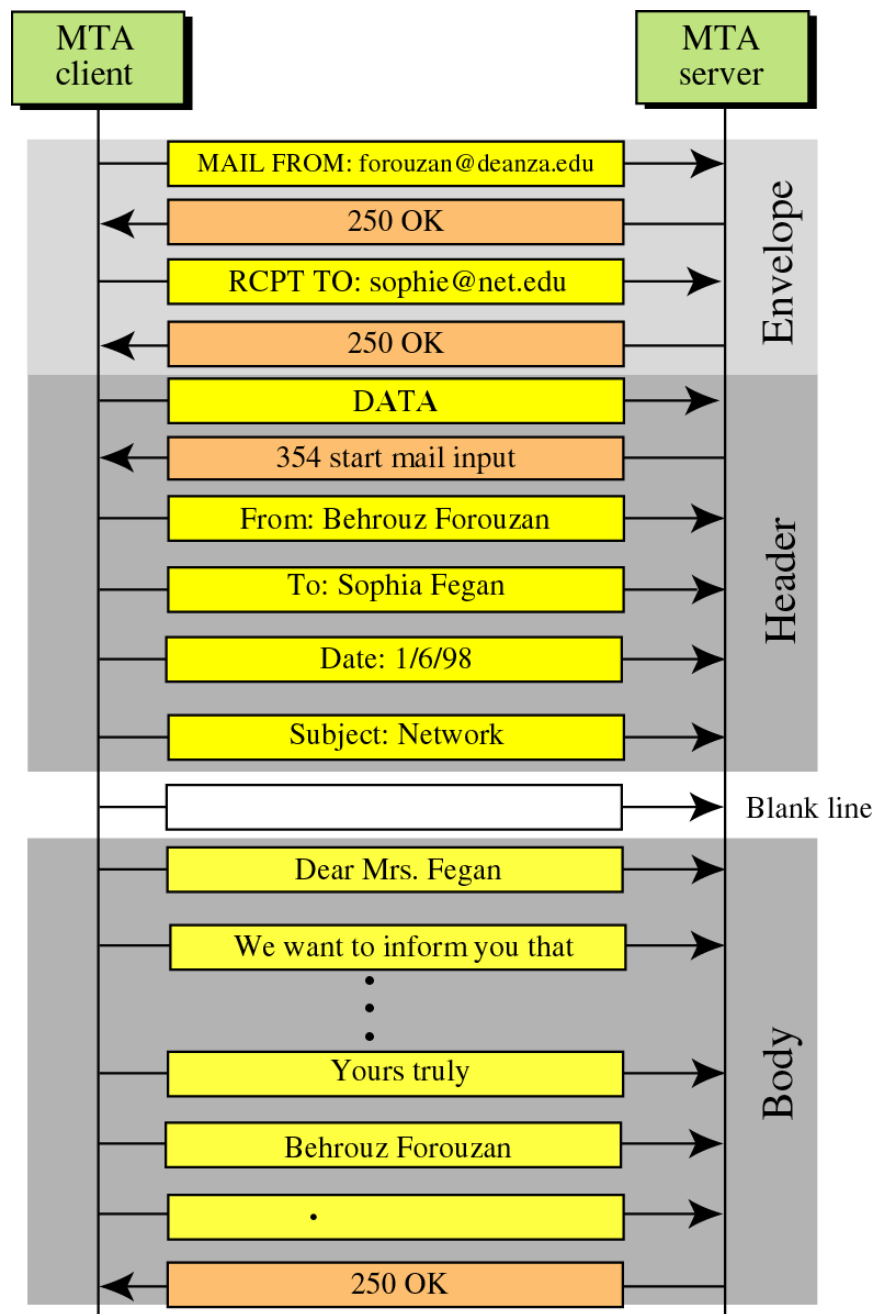 MTA
client
MTA
server
MAIL FROM: forouzan@deanza.edu
250 OK
RCPT TO: sophie@net.edu
250 OK
Envelope
DATA
354 start mail input
From: Behrouz Forouzan
To: Sophia Fegan
Date: 1/6/98
Subject: Network
Header
Blank line
Dear Mrs. Fegan
We want to inform you that
.
.
.
Yours truly
Behrouz Forouzan
.
250 OK
Body